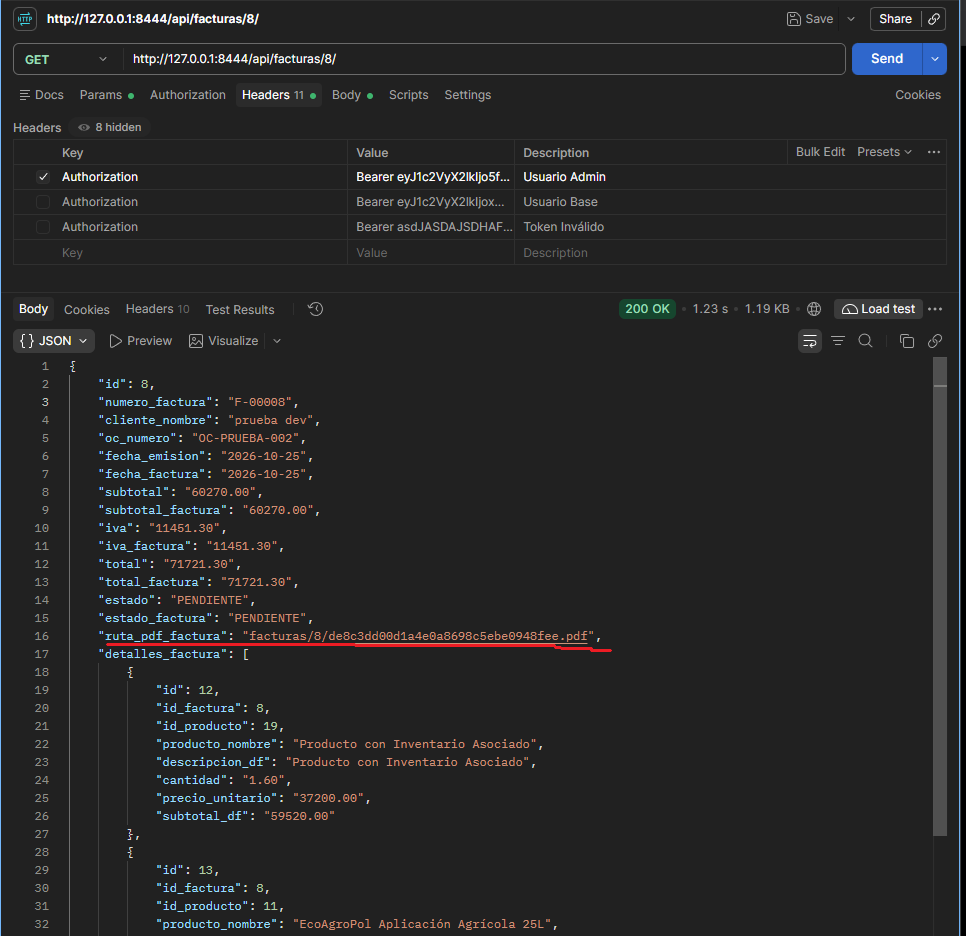 HTTP http://127.0.0.1:8444/api/facturas/8/ Save Share
GET http://127.0.0.1:8444/api/facturas/8/ Send
Docs Params Authorization Headers 11 Body Scripts Settings Cookies
Headers 8 hidden
Key Value Description Bulk Edit Presets
Authorization Bearer eyJ1c2VyX2lkIjo5f... Usuario Admin
Authorization Bearer eyJ1c2VyX2lkIjox... Usuario Base
Authorization Bearer asdJASDAJSDHAF... Token Inválido
Key Value Description
Body Cookies Headers 10 Test Results 200 OK 1.23 s 1.19 KB Load test
{} JSON Preview Visualize
1 {
2 "id": 8,
3 "numero_factura": "F-00008",
4 "cliente_nombre": "prueba dev",
5 "oc_numero": "OC-PRUEBA-002",
6 "fecha_emision": "2026-10-25",
7 "fecha_factura": "2026-10-25",
8 "subtotal": "60270.00",
9 "subtotal_factura": "60270.00",
10 "iva": "11451.30",
11 "iva_factura": "11451.30",
12 "total": "71721.30",
13 "total_factura": "71721.30",
14 "estado": "PENDIENTE",
15 "estado_factura": "PENDIENTE",
16 "ruta_pdf_factura": "facturas/8/de8c3dd00d1a4e0a8698c5ebe0948fee.pdf",
17 "detalles_factura": [
18 {
19 "id": 12,
20 "id_factura": 8,
21 "id_producto": 19,
22 "producto_nombre": "Producto con Inventario Asociado",
23 "descripcion_df": "Producto con Inventario Asociado",
24 "cantidad": "1.60",
25 "precio_unitario": "37200.00",
26 "subtotal_df": "59520.00"
27 },
28 {
29 "id": 13,
30 "id_factura": 8,
31 "id_producto": 11,
32 "producto_nombre": "EcoAgroPol Aplicación Agrícola 25L",